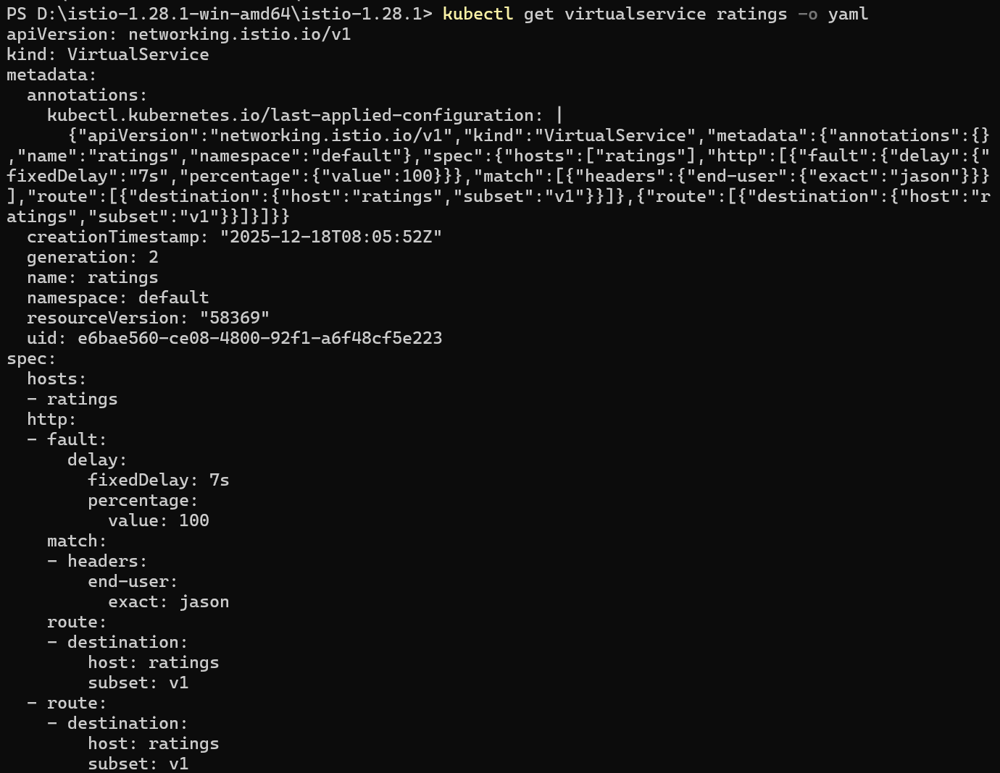 PS D:\istio-1.28.1-win-amd64\istio-1.28.1> kubectl get virtualservice ratings -o yaml
apiVersion: networking.istio.io/v1
kind: VirtualService
metadata:
  annotations:
    kubectl.kubernetes.io/last-applied-configuration: |
      {"apiVersion":"networking.istio.io/v1","kind":"VirtualService","metadata":{"annotations":{}
,"name":"ratings","namespace":"default"},"spec":{"hosts":["ratings"],"http":[{"fault":{"delay":{"
fixedDelay":"7s","percentage":{"value":100}}},"match":[{"headers":{"end-user":{"exact":"jason"}}}
],"route":[{"destination":{"host":"ratings","subset":"v1"}}]},{"route":[{"destination":{"host":"r
atings","subset":"v1"}}]}]}}
  creationTimestamp: "2025-12-18T08:05:52Z"
  generation: 2
  name: ratings
  namespace: default
  resourceVersion: "58369"
  uid: e6bae560-ce08-4800-92f1-a6f48cf5e223
spec:
  hosts:
  - ratings
  http:
  - fault:
      delay:
        fixedDelay: 7s
        percentage:
          value: 100
    match:
    - headers:
        end-user:
          exact: jason
    route:
    - destination:
        host: ratings
        subset: v1
  - route:
    - destination:
        host: ratings
        subset: v1